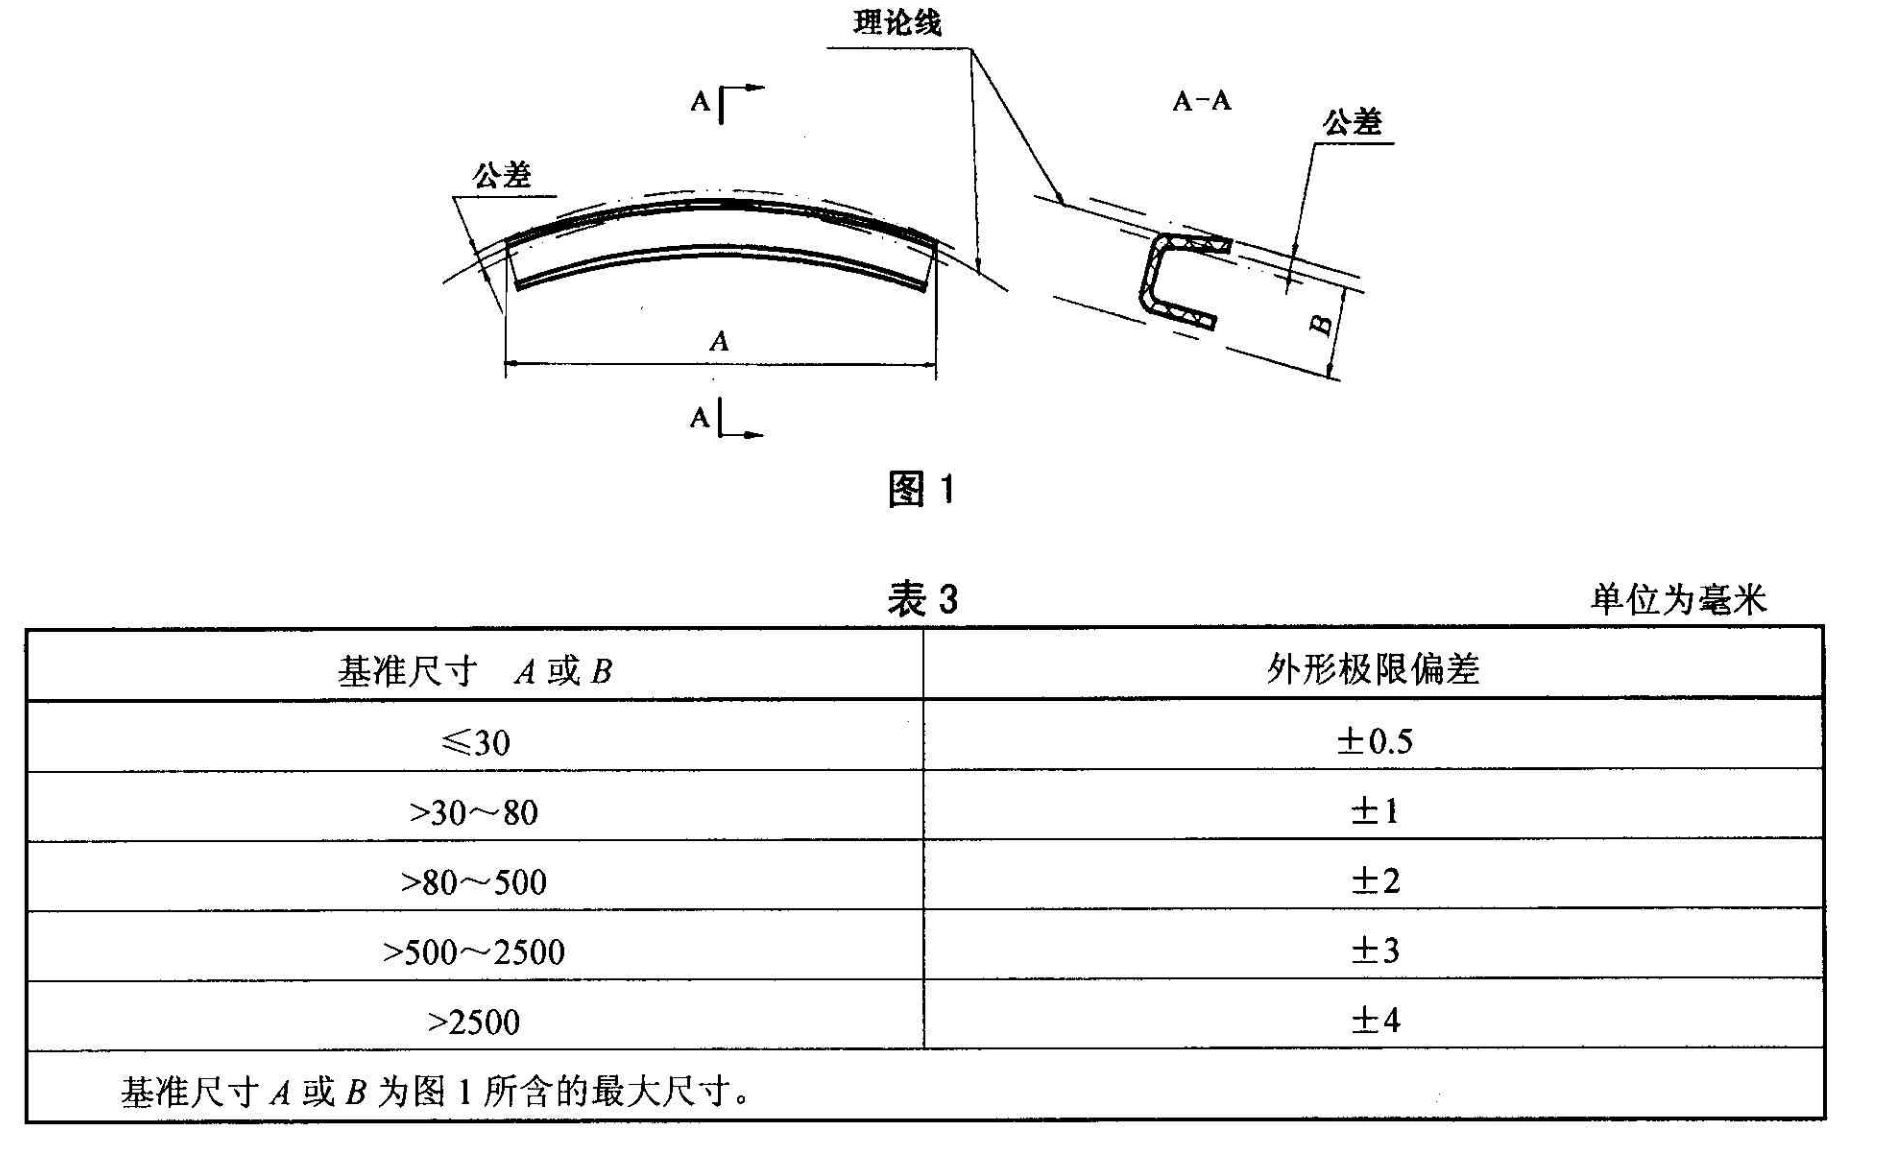 理论线
A
A-A
公差
公差
B
A
A
图 1
表 3
单位为毫米
基准尺寸 A 或 B 外形极限偏差
≤30 ±0.5
>30～80 ±1
>80～500 ±2
>500～2500 ±3
>2500 ±4
基准尺寸 A 或 B 为图 1 所含的最大尺寸。